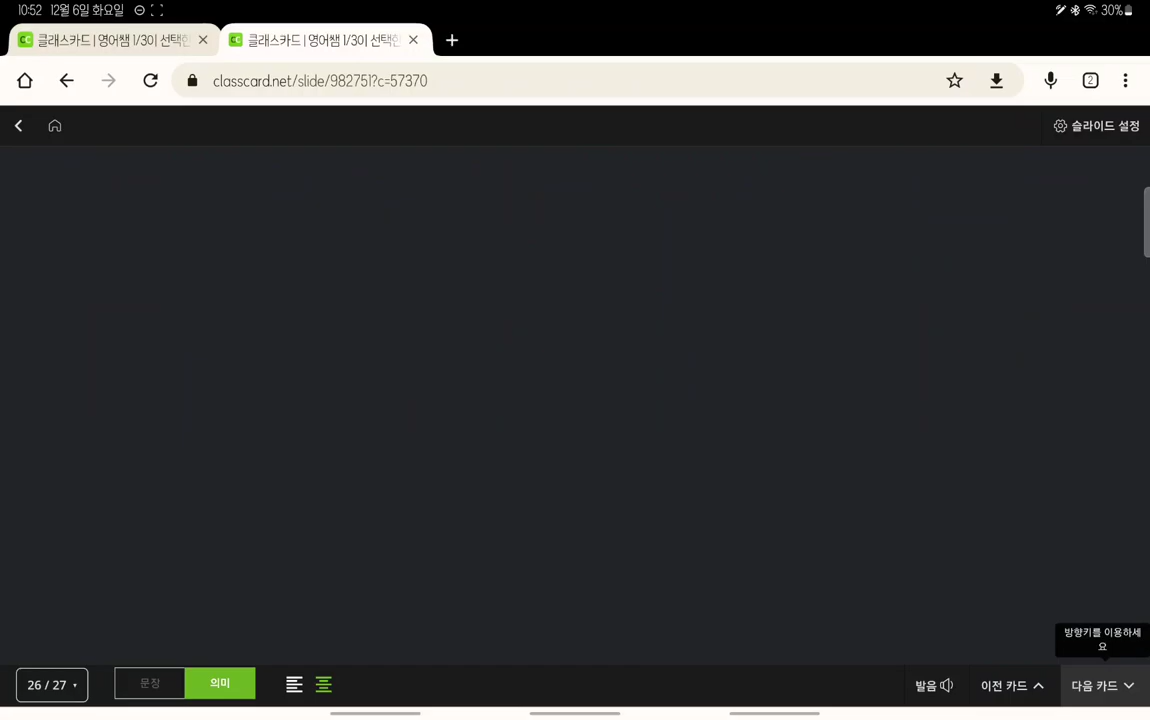 10:52 12월 6일 화요일
30%
클래스카드 | 영어쌤 1/30| 선택한
클래스카드 | 영어쌤 1/30| 선택한
classcard.net/slide/982751?c=57370
2
슬라이드 설정
방향키를 이용하세
요
26 / 27
문장
의미
발음
이전 카드
다음 카드